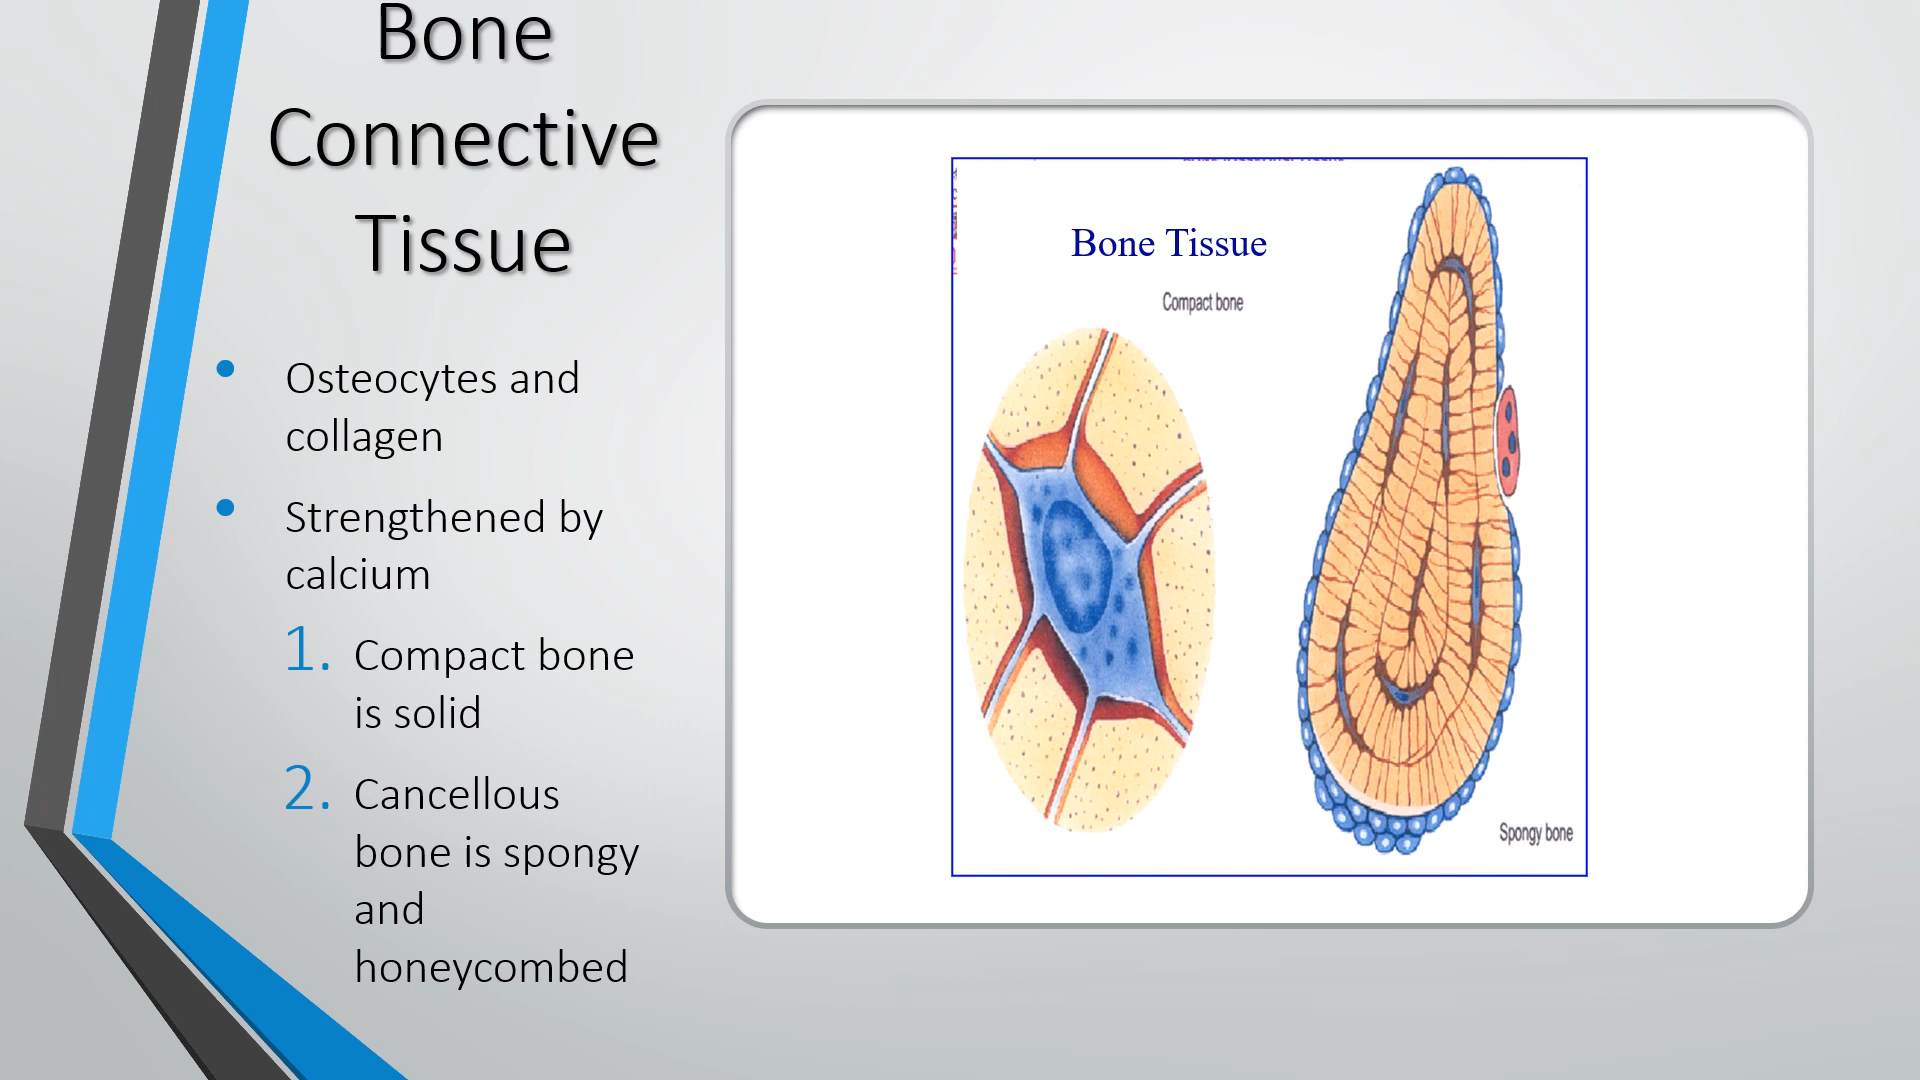 Bone
Connective
Tissue
• Osteocytes and
collagen
• Strengthened by
calcium
1. Compact bone
is solid
2. Cancellous
bone is spongy
and
honeycombed
Bone Tissue
Compact bone
Spongy bone